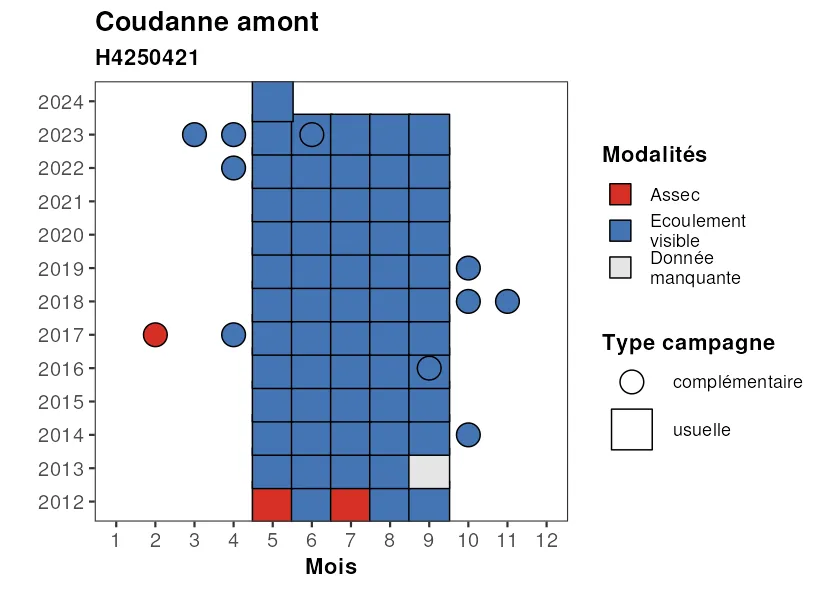 Coudanne amont
H4250421
2024
2023
2022
2021
2020
2019
2018
2017
2016
2015
2014
2013
2012
1 2 3 4 5 6 7 8 9 10 11 12
Mois
Modalités
Assec
Ecoulement
visible
Donnée
manquante
Type campagne
complémentaire
usuelle